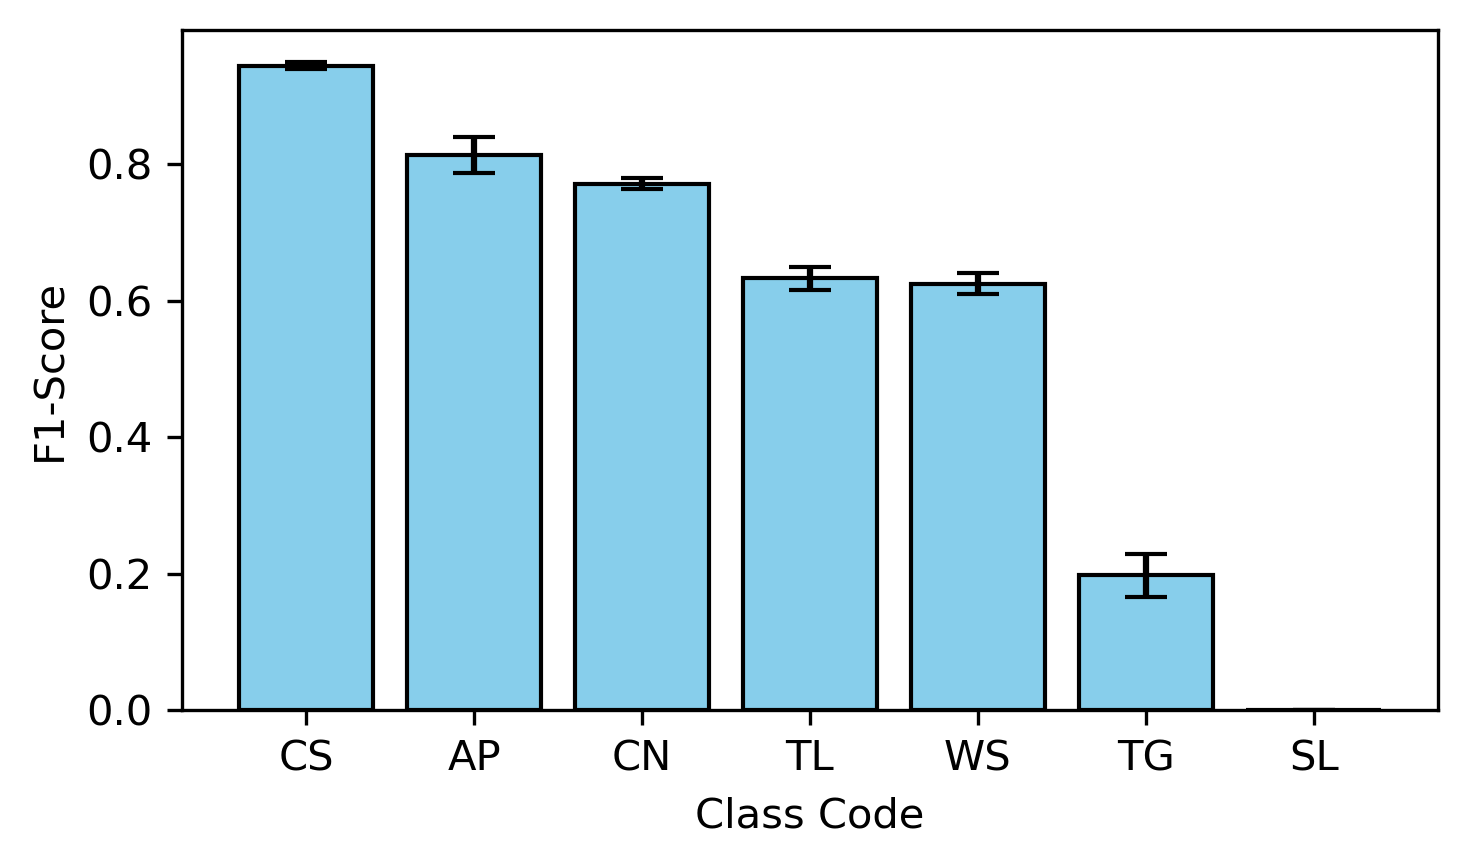 F1-Score
0.8
0.6
0.4
0.2
0.0
CS AP CN TL WS TG SL
Class Code